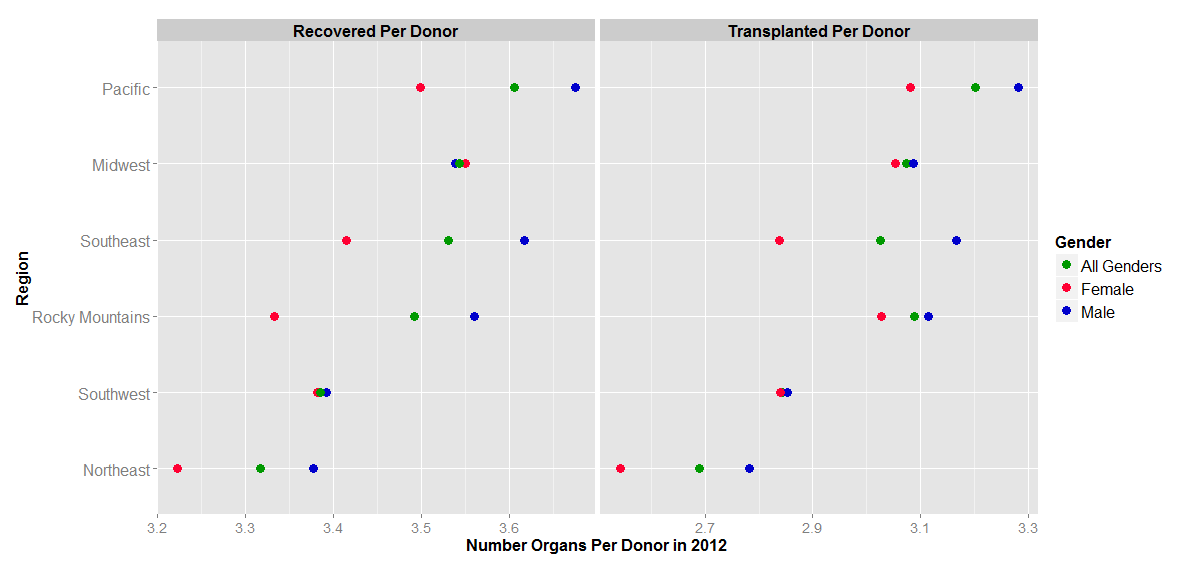 Recovered Per Donor
Transplanted Per Donor
Pacific
Midwest
Southeast
Rocky Mountains
Southwest
Northeast
Region
3.2 3.3 3.4 3.5 3.6
2.7 2.9 3.1 3.3
Number Organs Per Donor in 2012
Gender
All Genders
Female
Male